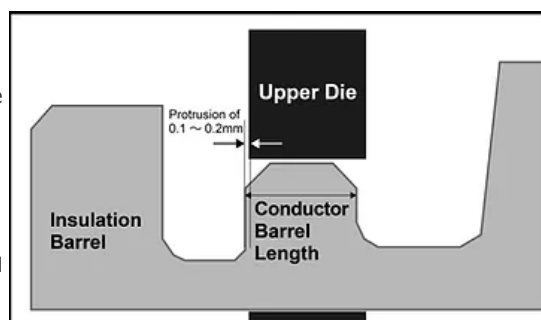 Upper Die
Protrusion of
0.1 ～ 0.2mm
Insulation
Barrel
Conductor
Barrel
Length